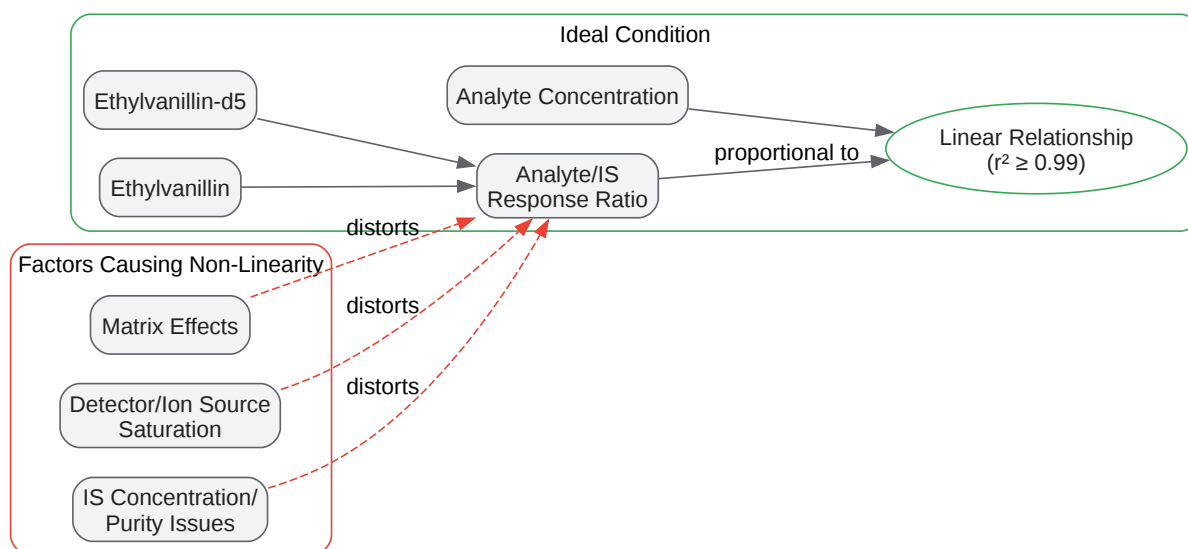 Ideal Condition
Ethylvanillin-d5
Analyte Concentration
Ethylvanillin
Analyte/IS
Response Ratio
proportional to
Linear Relationship
(r² ≥ 0.99)
distorts
Factors Causing Non-Linearity
Matrix Effects
distorts
Detector/Ion Source
Saturation
distorts
IS Concentration/
Purity Issues